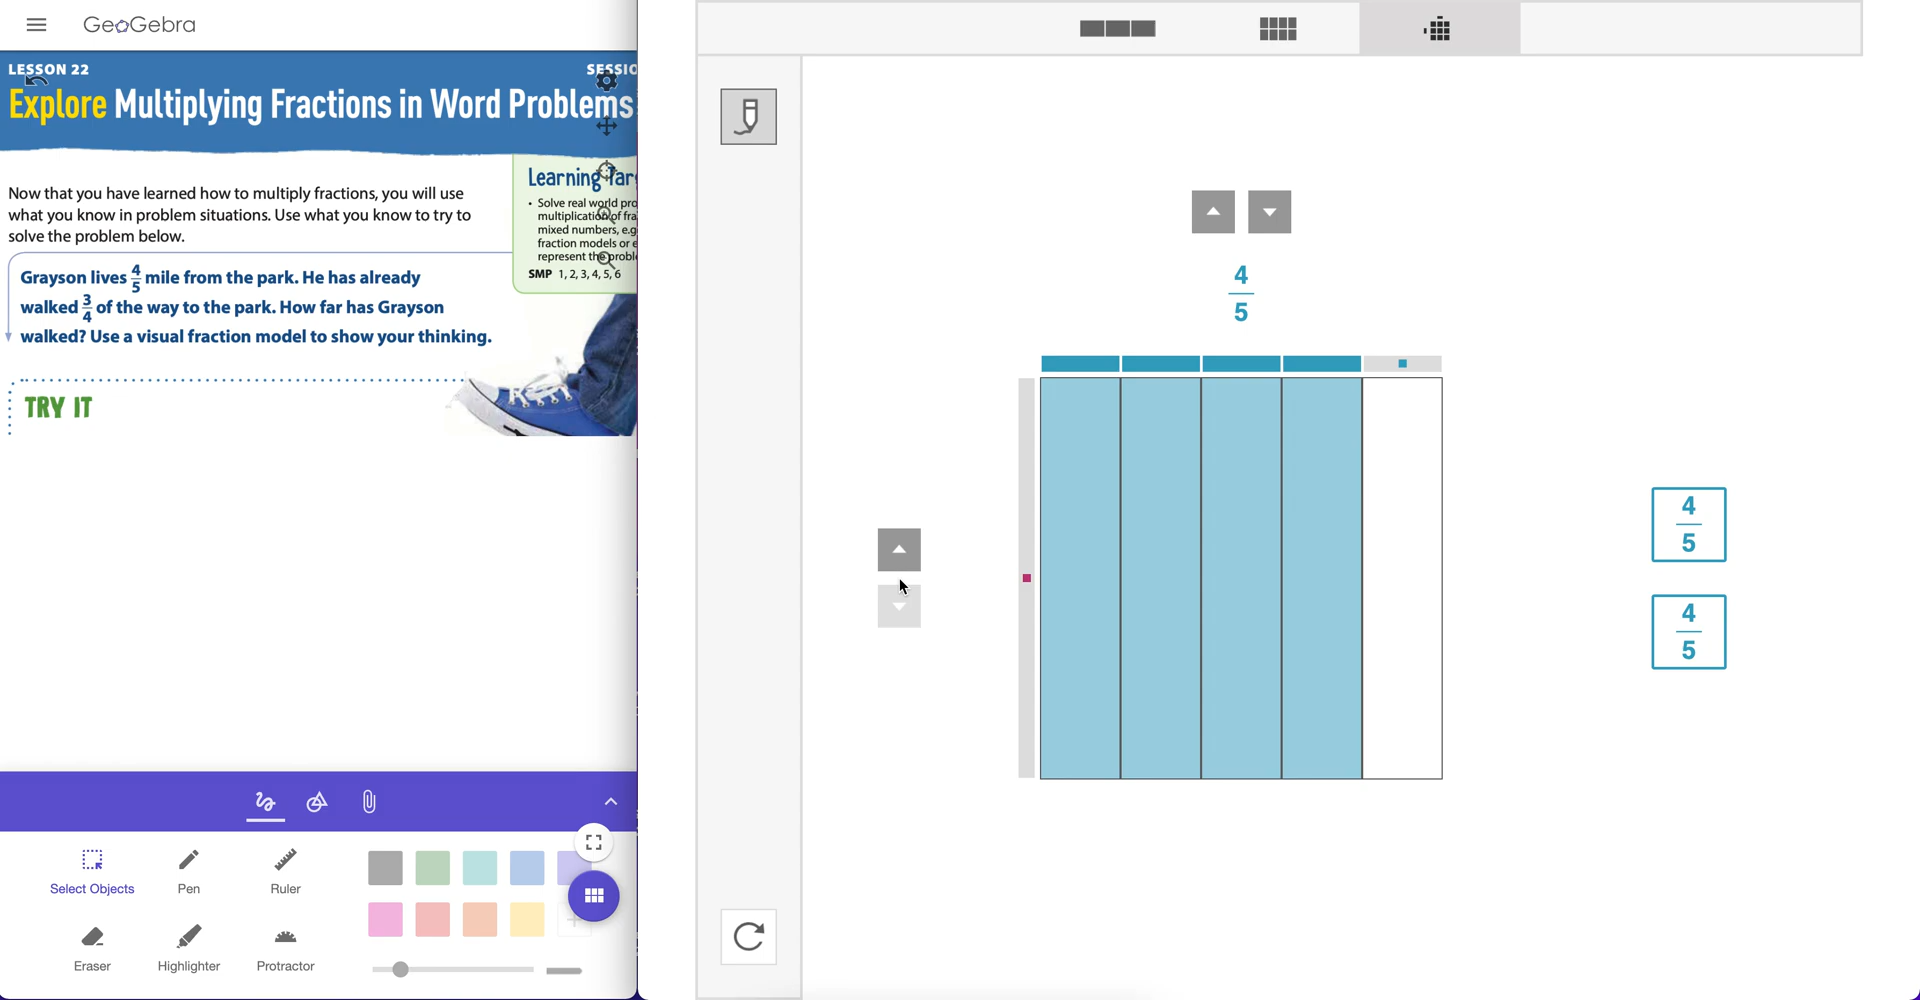 GeoGebra
LESSON 22
SESSIO
Explore Multiplying Fractions in Word Problems
Now that you have learned how to multiply fractions, you will use
what you know in problem situations. Use what you know to try to
solve the problem below.
Learning Tar
• Solve real world pro
multiplication of fra
mixed numbers, e.g
fraction models or e
represent the probl
SMP 1, 2, 3, 4, 5, 6
Grayson lives 4/5 mile from the park. He has already
walked 3/4 of the way to the park. How far has Grayson
walked? Use a visual fraction model to show your thinking.
TRY IT
Select Objects
Pen
Ruler
Eraser
Highlighter
Protractor
4
5
4
5
4
5